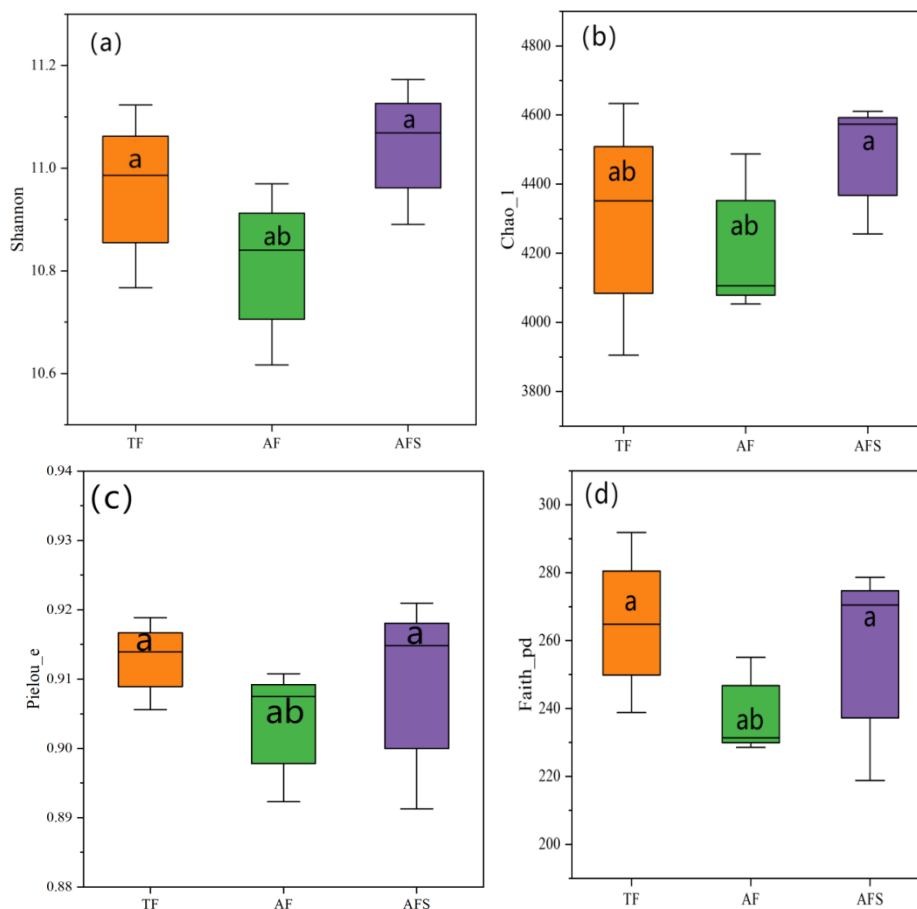 (a)
Shannon
11.2
11.0
10.8
10.6
a
ab
a
TF AF AFS
(b)
Chao_1
4800
4600
4400
4200
4000
3800
ab
ab
a
TF AF AFS
(c)
Pielou_e
0.94
0.93
0.92
0.91
0.90
0.89
0.88
a
ab
a
TF AF AFS
(d)
Faith_pd
300
280
260
240
220
200
a
ab
a
TF AF AFS